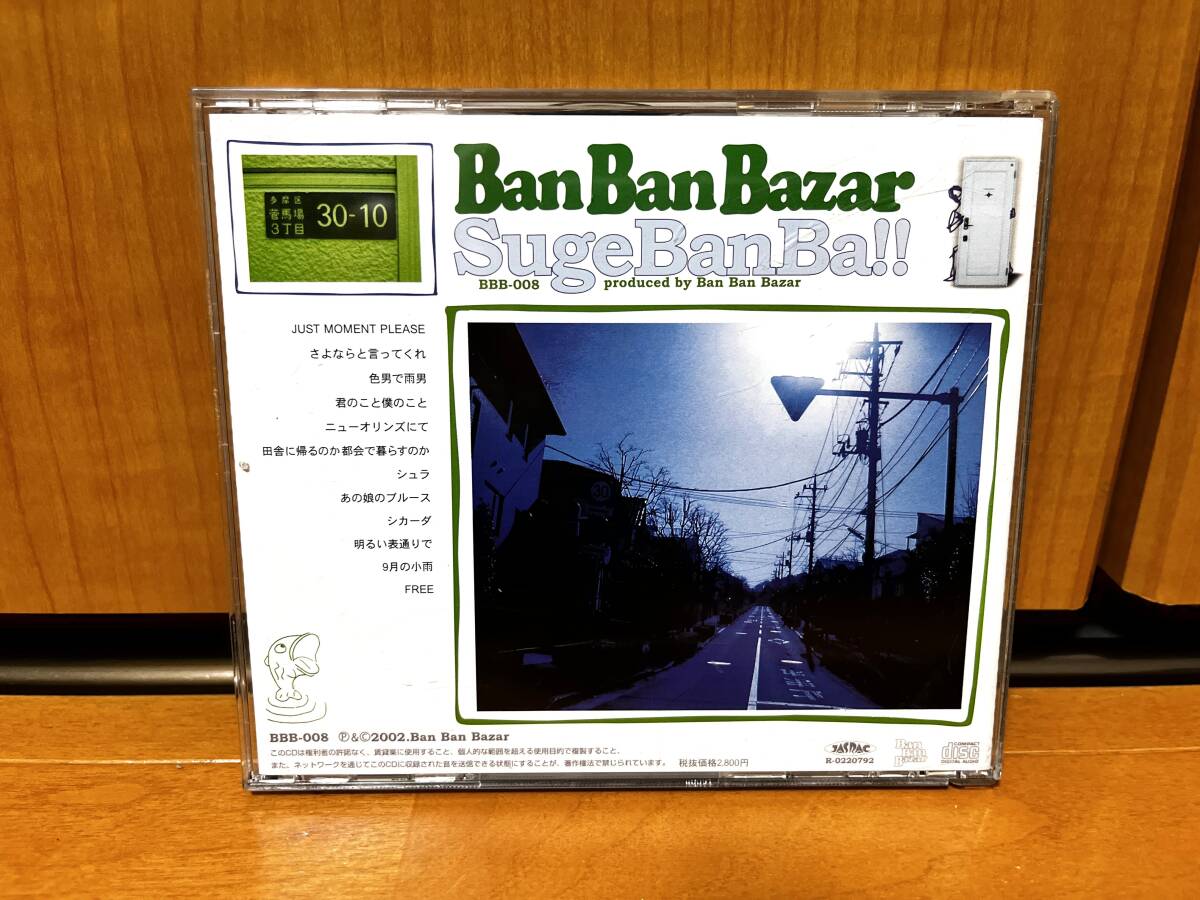 多摩区
菅馬場
3丁目
30-10
Ban Ban Bazar
SugeBanBa!!
BBB-008
produced by Ban Ban Bazar
JUST MOMENT PLEASE
さよならと言ってくれ
色男で雨男
君のこと僕のこと
ニューオリンズにて
田舎に帰るのか都会で暮らすのか
シュラ
あの娘のブルース
シカーダ
明るい表通りで
9月の小雨
FREE
30
BBB-008 Ⓟ&©2002.Ban Ban Bazar
このCDは権利者の許諾なく、賃貸業に使用すること、個人的な範囲を超える使用目的で複製すること、
また、ネットワークを通じてこのCDに収録された音を送信できる状態にすることが、著作権法で禁じられています。 税抜価格2,800円
JASRAC
R-0220792
Ban Ban Bazar
COMPACT
disc
DIGITAL AUDIO